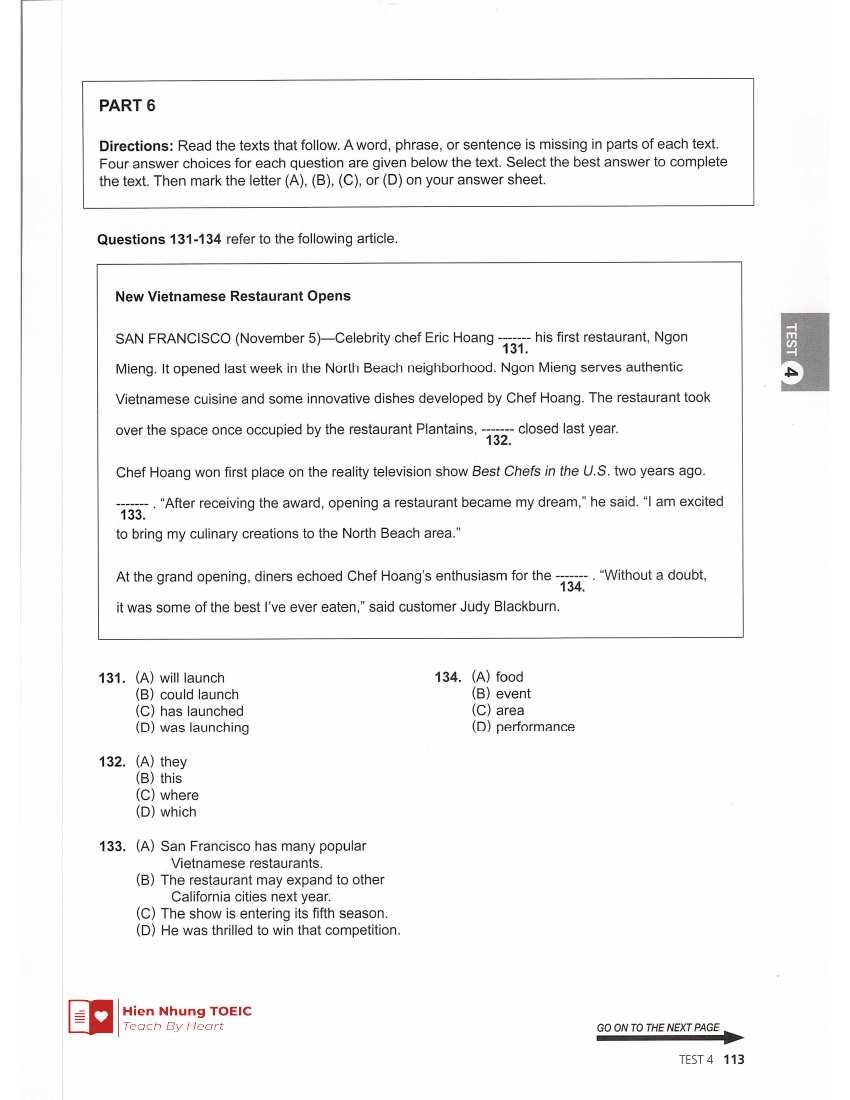 PART 6
Directions: Read the texts that follow. A word, phrase, or sentence is missing in parts of each text.
Four answer choices for each question are given below the text. Select the best answer to complete
the text. Then mark the letter (A), (B), (C), or (D) on your answer sheet.
Questions 131-134 refer to the following article.
New Vietnamese Restaurant Opens
SAN FRANCISCO (November 5)—Celebrity chef Eric Hoang ------- his first restaurant, Ngon
131.
Mieng. It opened last week in the North Beach neighborhood. Ngon Mieng serves authentic
Vietnamese cuisine and some innovative dishes developed by Chef Hoang. The restaurant took
over the space once occupied by the restaurant Plantains, ------- closed last year.
132.
Chef Hoang won first place on the reality television show Best Chefs in the U.S. two years ago.
------- . “After receiving the award, opening a restaurant became my dream,” he said. “I am excited
133.
to bring my culinary creations to the North Beach area.”
At the grand opening, diners echoed Chef Hoang’s enthusiasm for the ------- . “Without a doubt,
134.
it was some of the best I’ve ever eaten,” said customer Judy Blackburn.
131. (A) will launch
(B) could launch
(C) has launched
(D) was launching
132. (A) they
(B) this
(C) where
(D) which
133. (A) San Francisco has many popular
Vietnamese restaurants.
(B) The restaurant may expand to other
California cities next year.
(C) The show is entering its fifth season.
(D) He was thrilled to win that competition.
134. (A) food
(B) event
(C) area
(D) performance
TEST 4
Hien Nhung TOEIC
Teach By Heart
GO ON TO THE NEXT PAGE
TEST 4 113